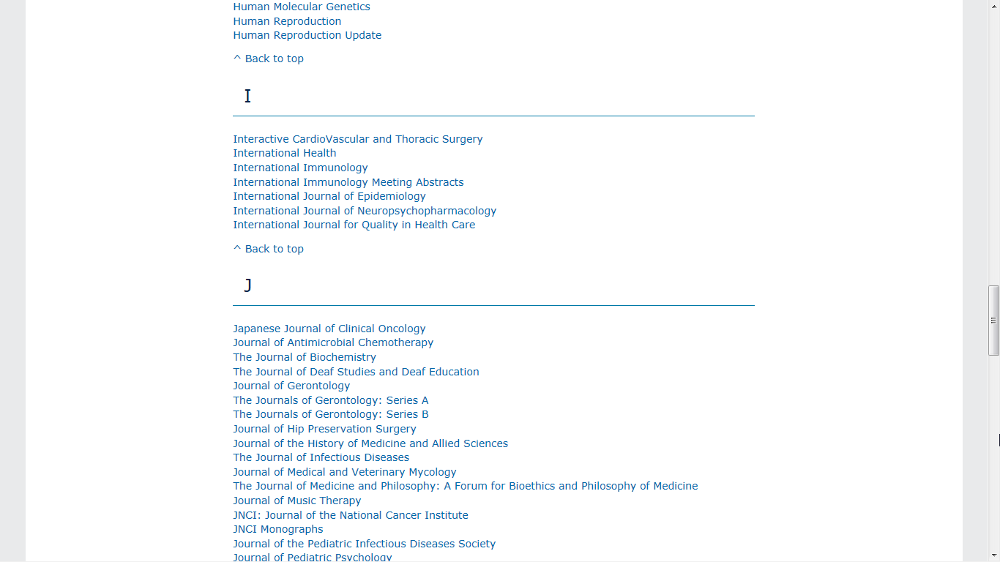 Human Molecular Genetics
Human Reproduction
Human Reproduction Update
^ Back to top
I
Interactive CardioVascular and Thoracic Surgery
International Health
International Immunology
International Immunology Meeting Abstracts
International Journal of Epidemiology
International Journal of Neuropsychopharmacology
International Journal for Quality in Health Care
^ Back to top
J
Japanese Journal of Clinical Oncology
Journal of Antimicrobial Chemotherapy
The Journal of Biochemistry
The Journal of Deaf Studies and Deaf Education
Journal of Gerontology
The Journals of Gerontology: Series A
The Journals of Gerontology: Series B
Journal of Hip Preservation Surgery
Journal of the History of Medicine and Allied Sciences
The Journal of Infectious Diseases
Journal of Medical and Veterinary Mycology
The Journal of Medicine and Philosophy: A Forum for Bioethics and Philosophy of Medicine
Journal of Music Therapy
JNCI: Journal of the National Cancer Institute
JNCI Monographs
Journal of the Pediatric Infectious Diseases Society
Journal of Pediatric Psychology